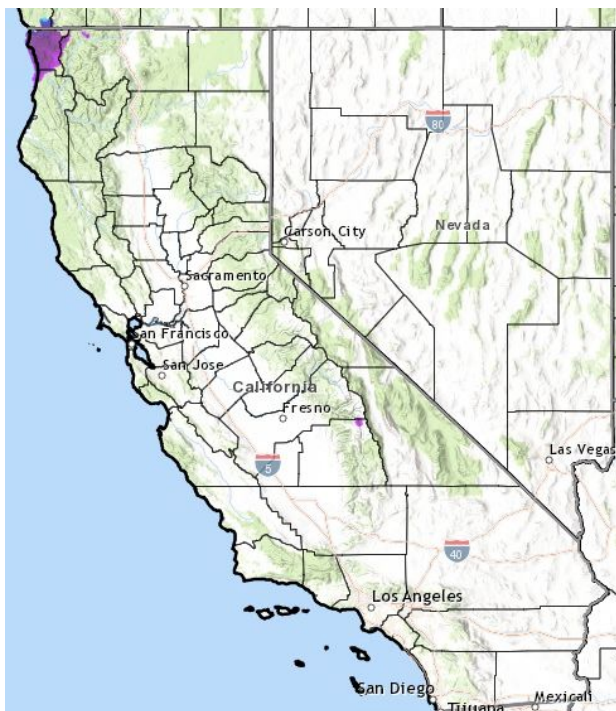 80
Carson City
Nevada
Sacramento
San Francisco
San Jose
California
Fresno
Las Vegas
5
40
Los Angeles
San Diego
Tijuana
Mexicali